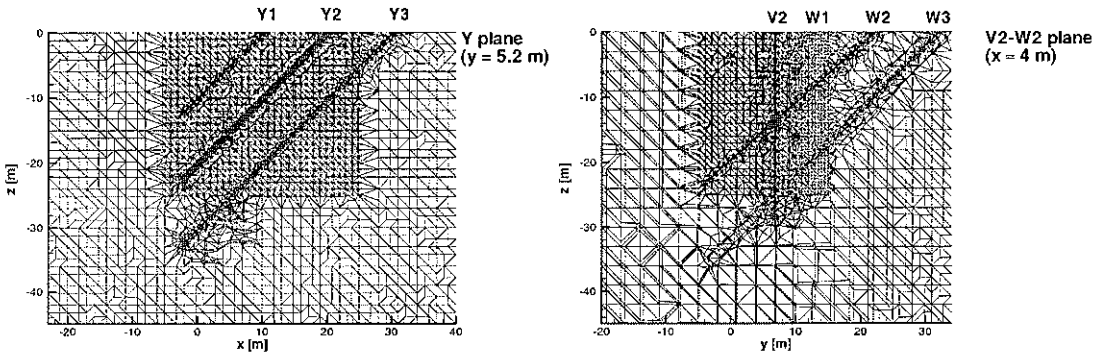 Y1 Y2 Y3
Y plane
(y = 5.2 m)
0
-10
-20
-30
-40
z [m]
-20 -10 0 10 20 30 40
x [m]
V2 W1 W2 W3
V2-W2 plane
(x = 4 m)
0
-10
-20
-30
-40
z [m]
-20 -10 0 10 20 30
y [m]